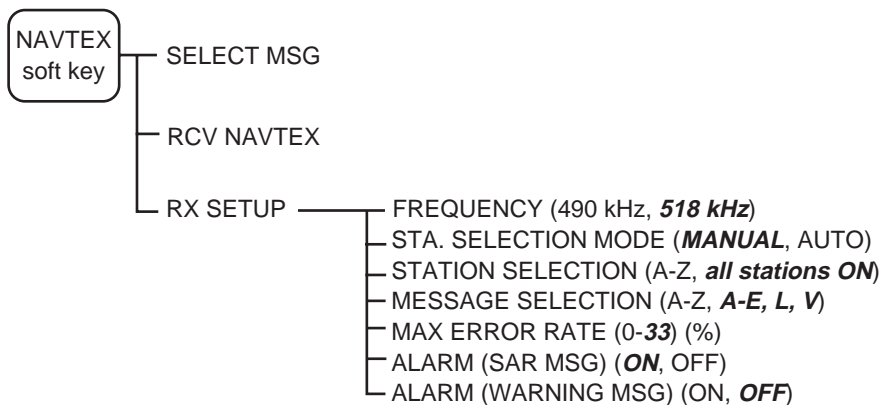 NAVTEX
soft key
SELECT MSG
RCV NAVTEX
RX SETUP
FREQUENCY (490 kHz, 518 kHz)
STA. SELECTION MODE (MANUAL, AUTO)
STATION SELECTION (A-Z, all stations ON)
MESSAGE SELECTION (A-Z, A-E, L, V)
MAX ERROR RATE (0-33) (%)
ALARM (SAR MSG) (ON, OFF)
ALARM (WARNING MSG) (ON, OFF)